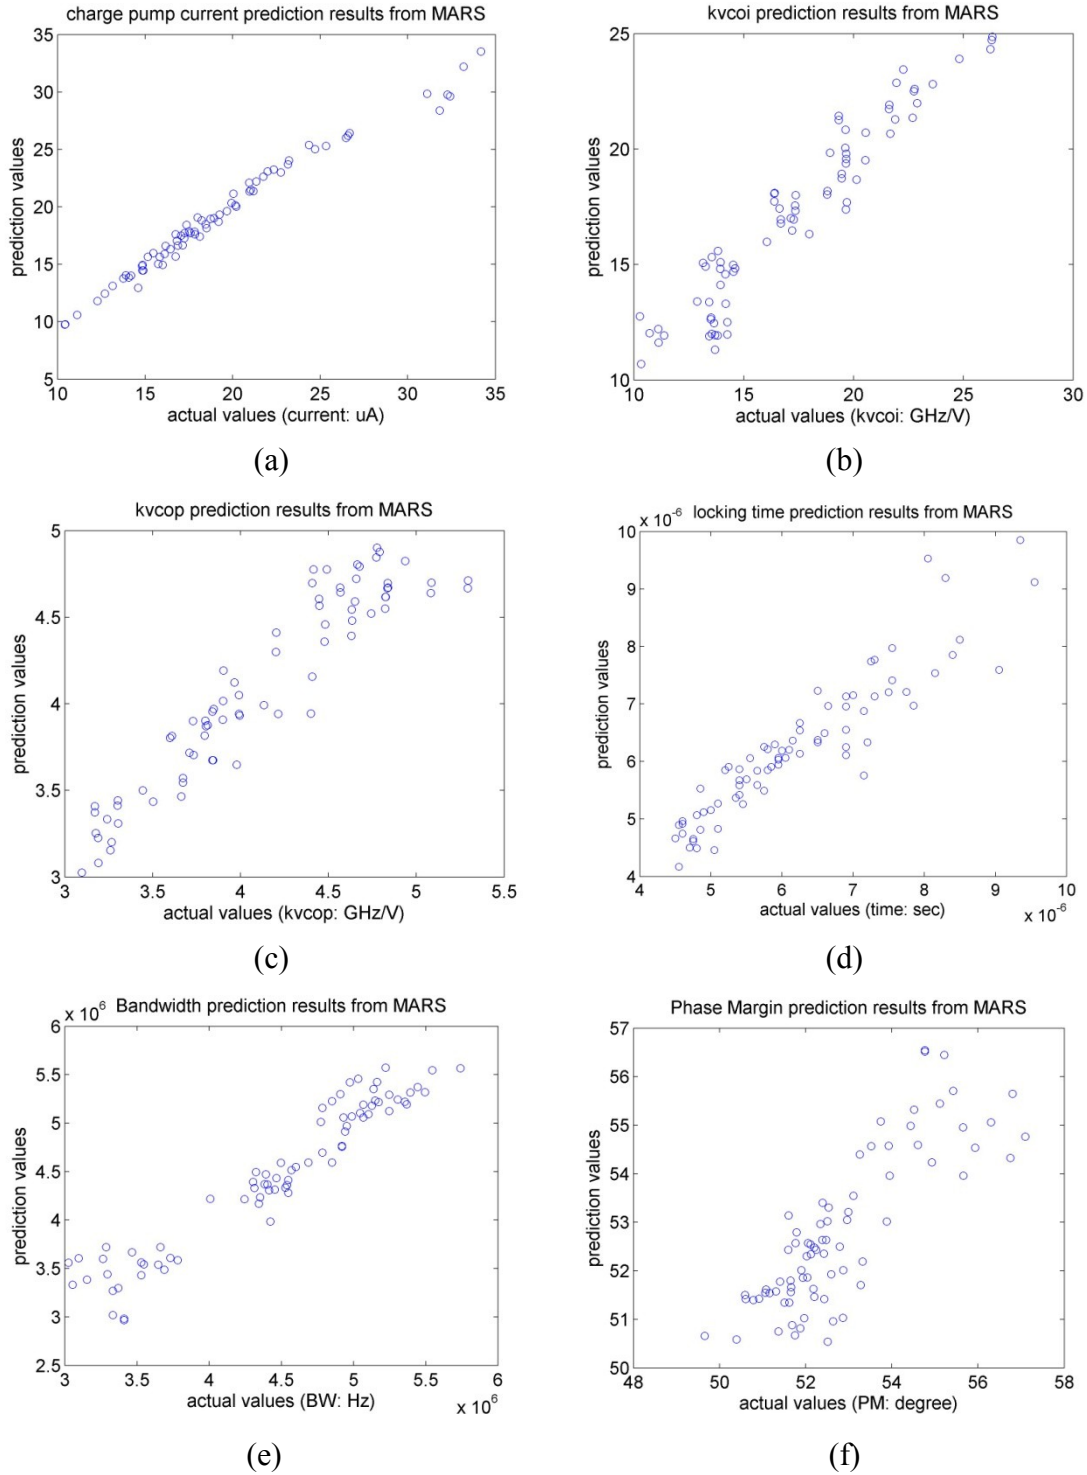 charge pump current prediction results from MARS
35
30
25
20
15
10
5
prediction values
10 15 20 25 30 35
actual values (current: uA)
(a)
kvcoi prediction results from MARS
25
20
15
10
prediction values
10 15 20 25 30
actual values (kvcoi: GHz/V)
(b)
kvcop prediction results from MARS
5
4.5
4
3.5
3
prediction values
3 3.5 4 4.5 5 5.5
actual values (kvcop: GHz/V)
(c)
x 10^-6 locking time prediction results from MARS
10
9
8
7
6
5
4
prediction values
4 5 6 7 8 9 10
actual values (time: sec)
x 10^-6
(d)
x 10^6 Bandwidth prediction results from MARS
6
5.5
5
4.5
4
3.5
3
2.5
prediction values
3 3.5 4 4.5 5 5.5 6
actual values (BW: Hz)
x 10^6
(e)
Phase Margin prediction results from MARS
57
56
55
54
53
52
51
50
prediction values
48 50 52 54 56 58
actual values (PM: degree)
(f)